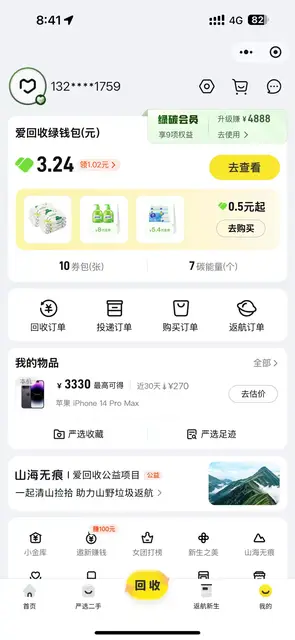 8:41
4G 82
132****1759
爱回收绿钱包(元)
绿碳会员 升级赚 ¥4888
享9项权益 去使用 >
3.24 领1.02元 >
去查看
¥8
¥5.4
0.5元起
去购买
10 券包(张)
7 碳能量(个)
回收订单
投递订单
购买订单
返航订单
我的物品
全部 >
本机
¥ 3330 最高可得 | 近30天↓¥270
苹果 iPhone 14 Pro Max
去估价
严选收藏
严选足迹
山海无痕 | 爱回收公益项目 公益
一起清山捡拾 助力山野垃圾返航 >
赚100元
小金库
邀新赚钱
女团打榜
新生之美
山海无痕
首页
严选二手
回收
返航新生
我的